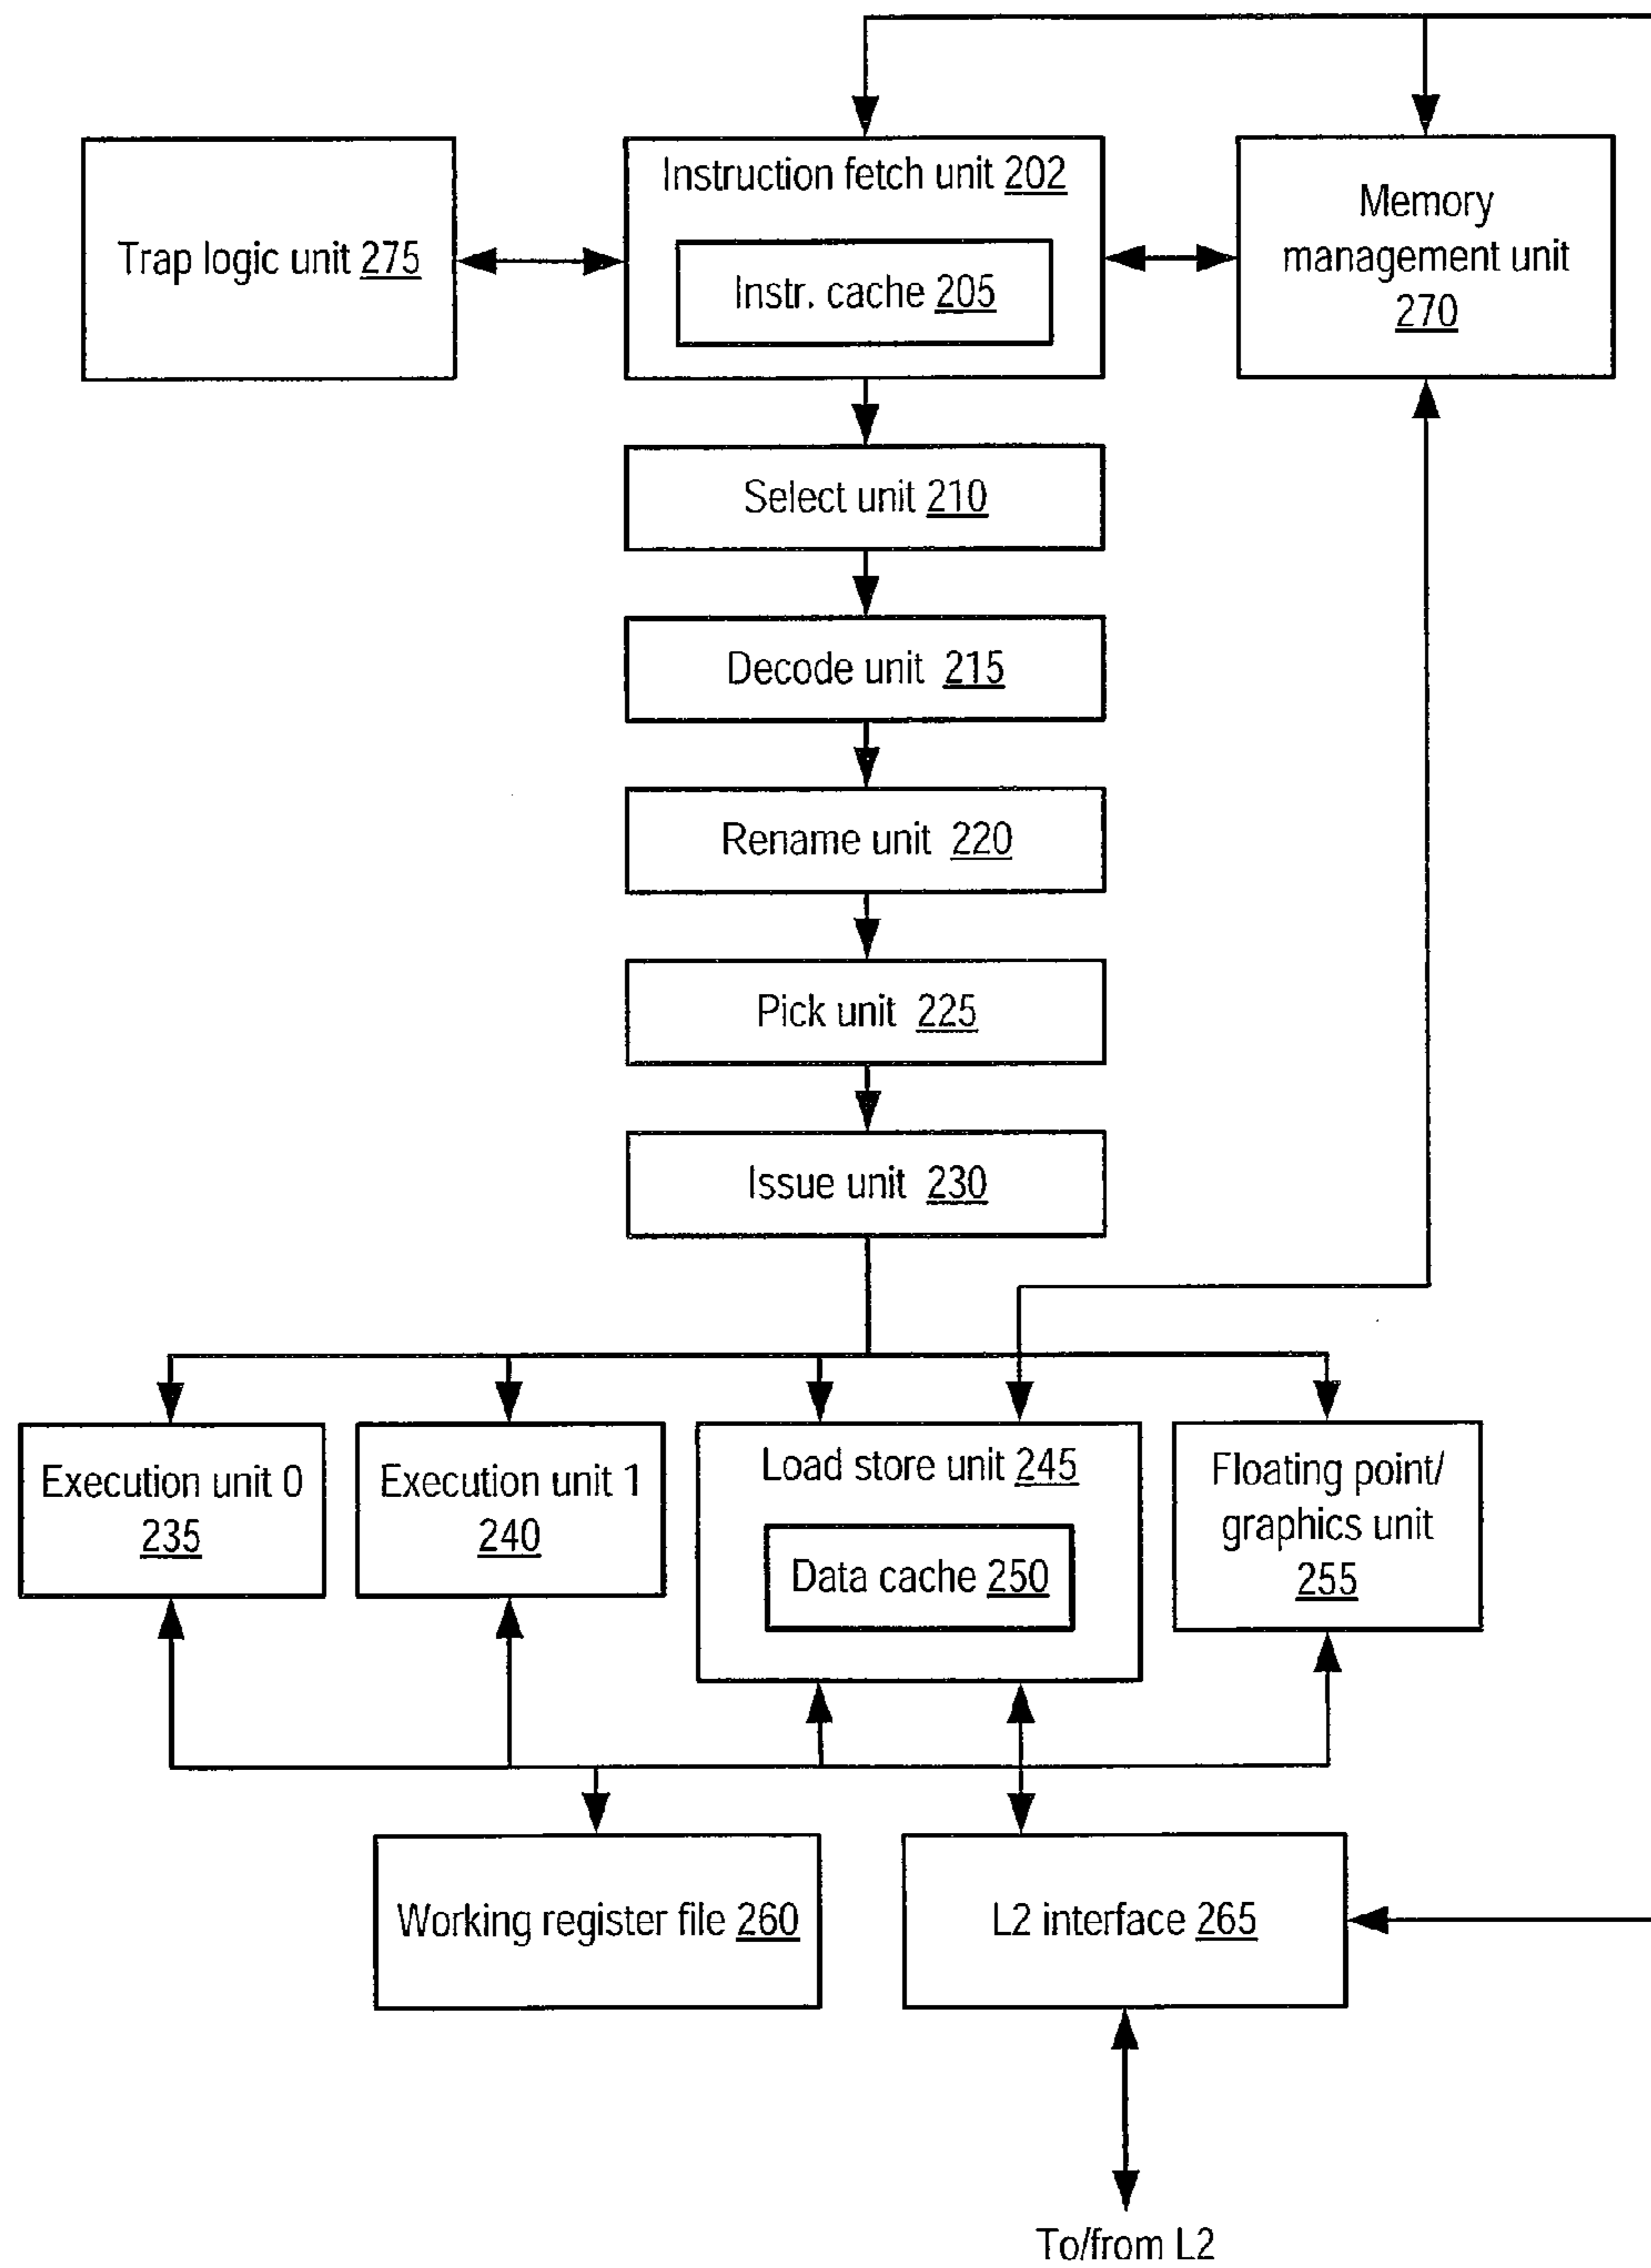 Trap logic unit 275
Instruction fetch unit 202
Instr. cache 205
Memory
management unit
270
Select unit 210
Decode unit 215
Rename unit 220
Pick unit 225
Issue unit 230
Execution unit 0
235
Execution unit 1
240
Load store unit 245
Data cache 250
Floating point/
graphics unit
255
Working register file 260
L2 interface 265
To/from L2